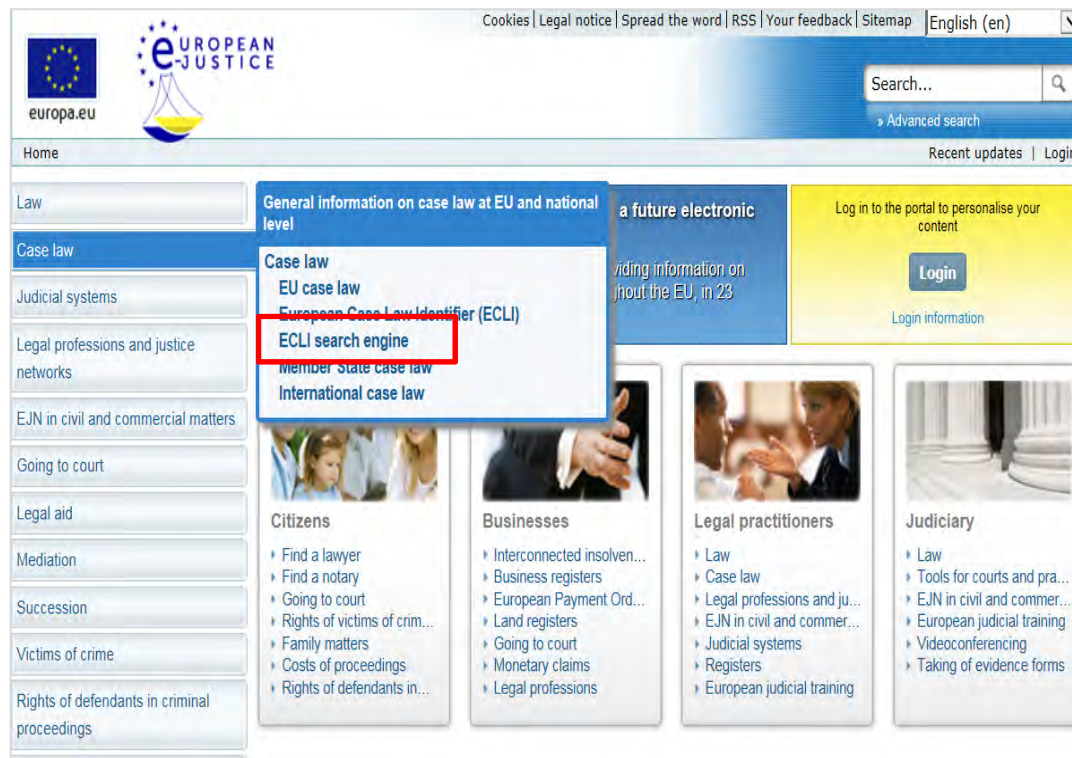 Cookies | Legal notice | Spread the word | RSS | Your feedback | Sitemap English (en)
EUROPEAN
e-JUSTICE
europa.eu
Search...
» Advanced search
Home
Recent updates | Login
Law
Case law
Judicial systems
Legal professions and justice
networks
EJN in civil and commercial matters
Going to court
Legal aid
Mediation
Succession
Victims of crime
Rights of defendants in criminal
proceedings
General information on case law at EU and national
level
Case law
EU case law
European Case Law Identifier (ECLI)
ECLI search engine
Member State case law
International case law
a future electronic
viding information on
ghout the EU, in 23
Log in to the portal to personalise your
content
Login
Login information
Citizens
Find a lawyer
Find a notary
Going to court
Rights of victims of crim...
Family matters
Costs of proceedings
Rights of defendants in...
Businesses
Interconnected insolven...
Business registers
European Payment Ord...
Land registers
Going to court
Monetary claims
Legal professions
Legal practitioners
Law
Case law
Legal professions and ju...
EJN in civil and commer...
Judicial systems
Registers
European judicial training
Judiciary
Law
Tools for courts and pra...
EJN in civil and commer...
European judicial training
Videoconferencing
Taking of evidence forms